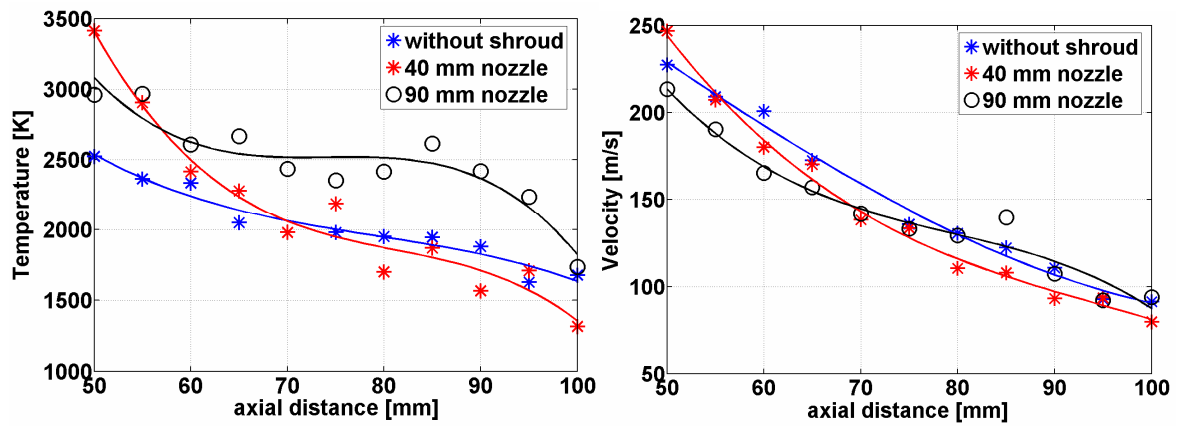 3500
3000
2500
2000
1500
1000
50
60
70
80
90
100
Temperature [K]
axial distance [mm]
without shroud
40 mm nozzle
90 mm nozzle
250
200
150
100
50
50
60
70
80
90
100
Velocity [m/s]
axial distance [mm]
without shroud
40 mm nozzle
90 mm nozzle